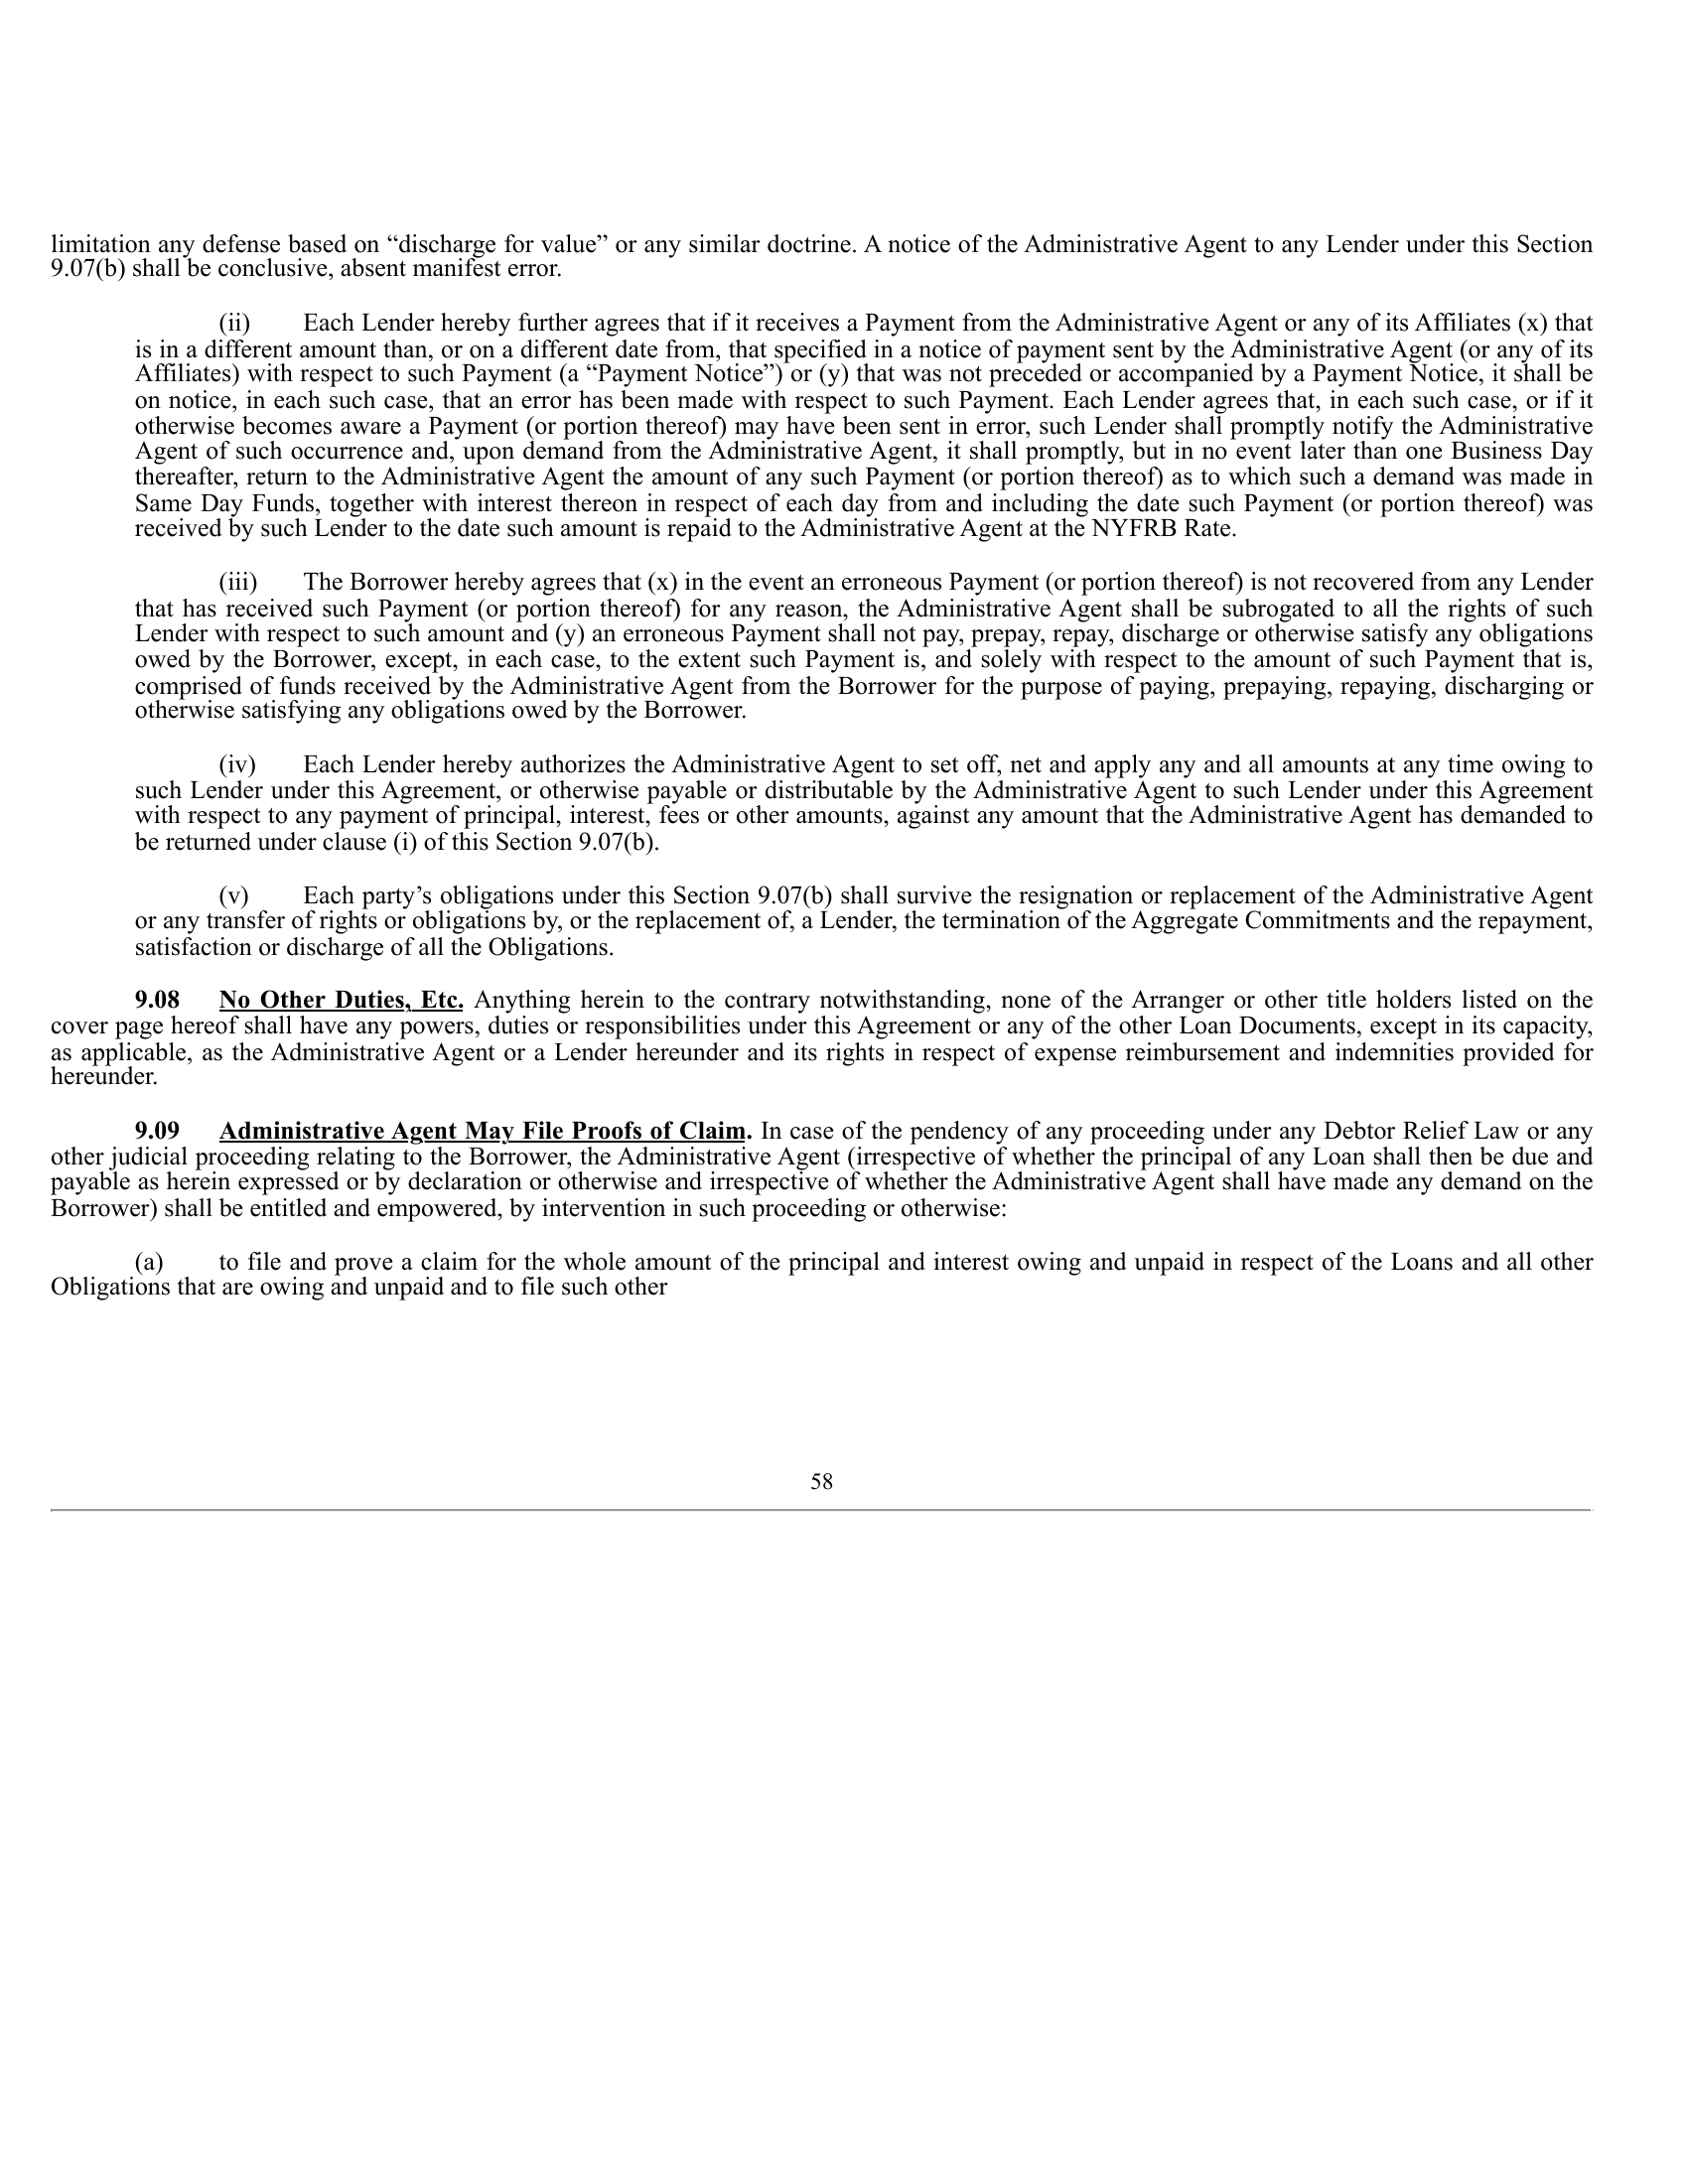 limitation any defense based on “discharge for value” or any similar doctrine. A notice of the Administrative Agent to any Lender under this Section
9.07(b) shall be conclusive, absent manifest error.
(ii) Each Lender hereby further agrees that if it receives a Payment from the Administrative Agent or any of its Affiliates (x) that
is in a different amount than, or on a different date from, that specified in a notice of payment sent by the Administrative Agent (or any of its
Affiliates) with respect to such Payment (a “Payment Notice”) or (y) that was not preceded or accompanied by a Payment Notice, it shall be
on notice, in each such case, that an error has been made with respect to such Payment. Each Lender agrees that, in each such case, or if it
otherwise becomes aware a Payment (or portion thereof) may have been sent in error, such Lender shall promptly notify the Administrative
Agent of such occurrence and, upon demand from the Administrative Agent, it shall promptly, but in no event later than one Business Day
thereafter, return to the Administrative Agent the amount of any such Payment (or portion thereof) as to which such a demand was made in
Same Day Funds, together with interest thereon in respect of each day from and including the date such Payment (or portion thereof) was
received by such Lender to the date such amount is repaid to the Administrative Agent at the NYFRB Rate.
(iii) The Borrower hereby agrees that (x) in the event an erroneous Payment (or portion thereof) is not recovered from any Lender
that has received such Payment (or portion thereof) for any reason, the Administrative Agent shall be subrogated to all the rights of such
Lender with respect to such amount and (y) an erroneous Payment shall not pay, prepay, repay, discharge or otherwise satisfy any obligations
owed by the Borrower, except, in each case, to the extent such Payment is, and solely with respect to the amount of such Payment that is,
comprised of funds received by the Administrative Agent from the Borrower for the purpose of paying, prepaying, repaying, discharging or
otherwise satisfying any obligations owed by the Borrower.
(iv) Each Lender hereby authorizes the Administrative Agent to set off, net and apply any and all amounts at any time owing to
such Lender under this Agreement, or otherwise payable or distributable by the Administrative Agent to such Lender under this Agreement
with respect to any payment of principal, interest, fees or other amounts, against any amount that the Administrative Agent has demanded to
be returned under clause (i) of this Section 9.07(b).
(v) Each party’s obligations under this Section 9.07(b) shall survive the resignation or replacement of the Administrative Agent
or any transfer of rights or obligations by, or the replacement of, a Lender, the termination of the Aggregate Commitments and the repayment,
satisfaction or discharge of all the Obligations.
9.08 No Other Duties, Etc. Anything herein to the contrary notwithstanding, none of the Arranger or other title holders listed on the
cover page hereof shall have any powers, duties or responsibilities under this Agreement or any of the other Loan Documents, except in its capacity,
as applicable, as the Administrative Agent or a Lender hereunder and its rights in respect of expense reimbursement and indemnities provided for
hereunder.
9.09 Administrative Agent May File Proofs of Claim. In case of the pendency of any proceeding under any Debtor Relief Law or any
other judicial proceeding relating to the Borrower, the Administrative Agent (irrespective of whether the principal of any Loan shall then be due and
payable as herein expressed or by declaration or otherwise and irrespective of whether the Administrative Agent shall have made any demand on the
Borrower) shall be entitled and empowered, by intervention in such proceeding or otherwise:
(a) to file and prove a claim for the whole amount of the principal and interest owing and unpaid in respect of the Loans and all other
Obligations that are owing and unpaid and to file such other
58